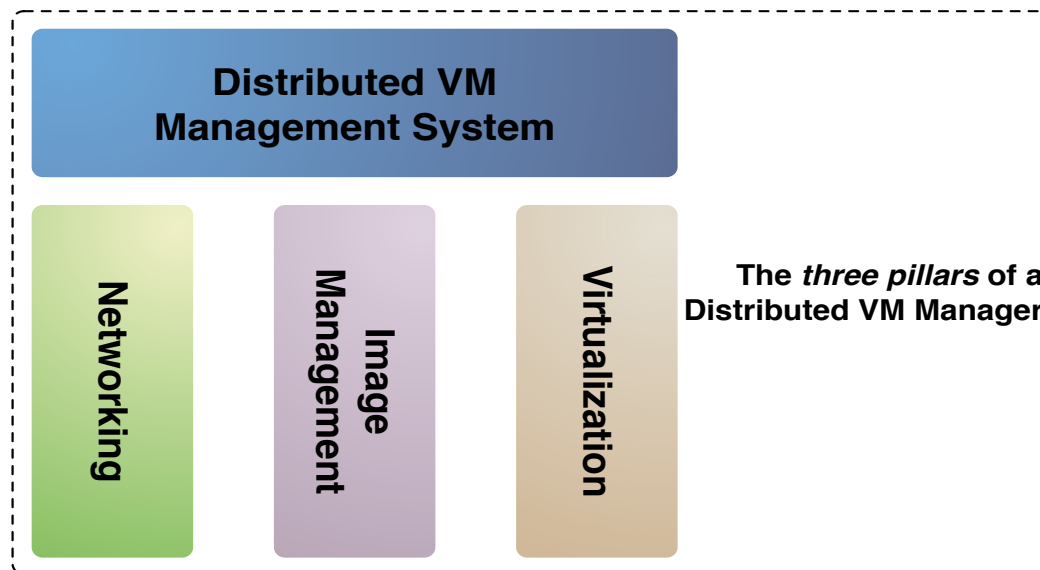 Distributed VM
Management System
Networking
Image
Management
Virtualization
The three pillars of a
Distributed VM Manager